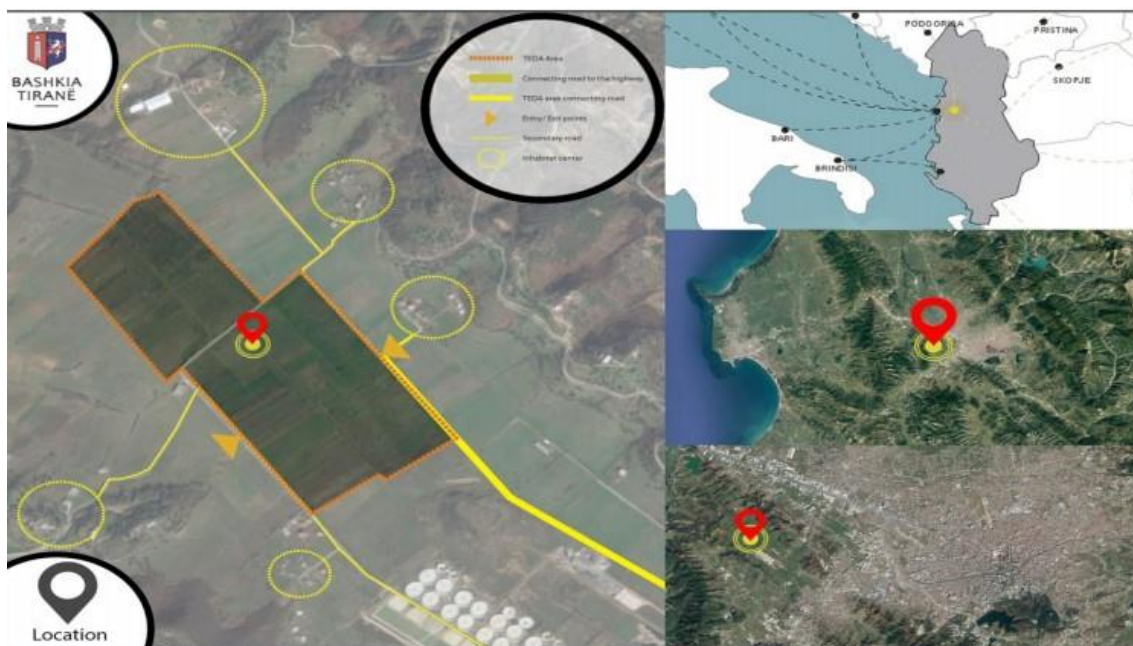 BASHKIA
TIRANË
TEDA Area
Connecting road to the highway
TEDA area connecting road
Entry/ Exit points
Secondary road
Inhabitat center
PODGORICA
PRISTINA
SKOPJE
BARI
BRINDISI
Location